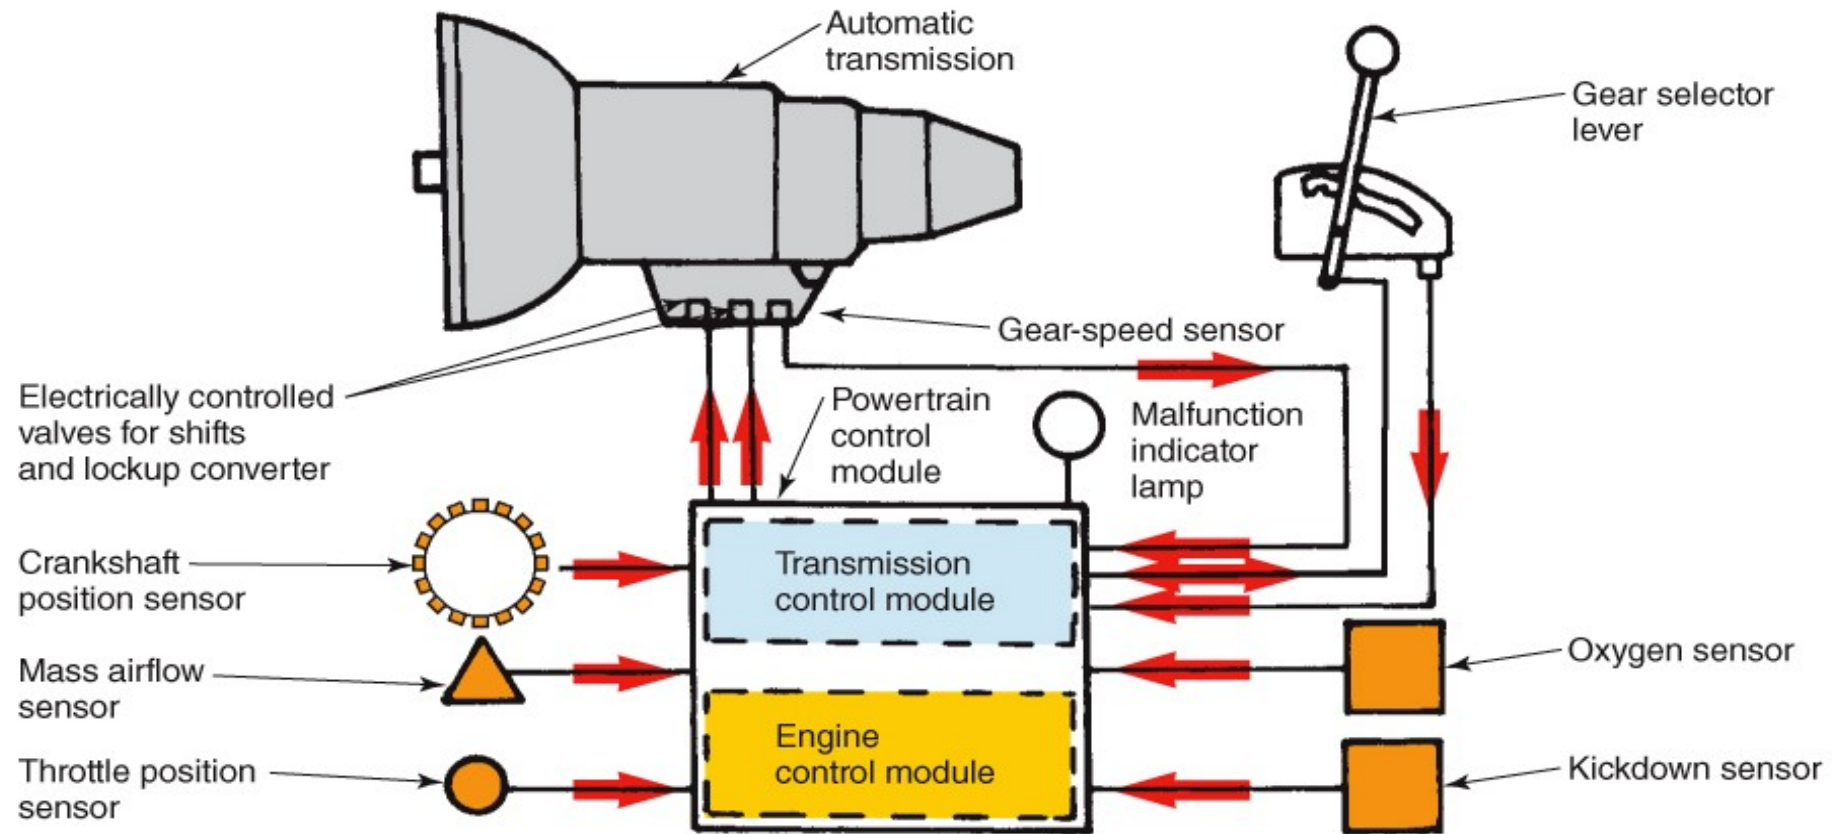 Automatic
transmission
Gear selector
lever
Gear-speed sensor
Electrically controlled
valves for shifts
and lockup converter
Powertrain
control
module
Malfunction
indicator
lamp
Crankshaft
position sensor
Transmission
control module
Mass airflow
sensor
Oxygen sensor
Engine
control module
Throttle position
sensor
Kickdown sensor